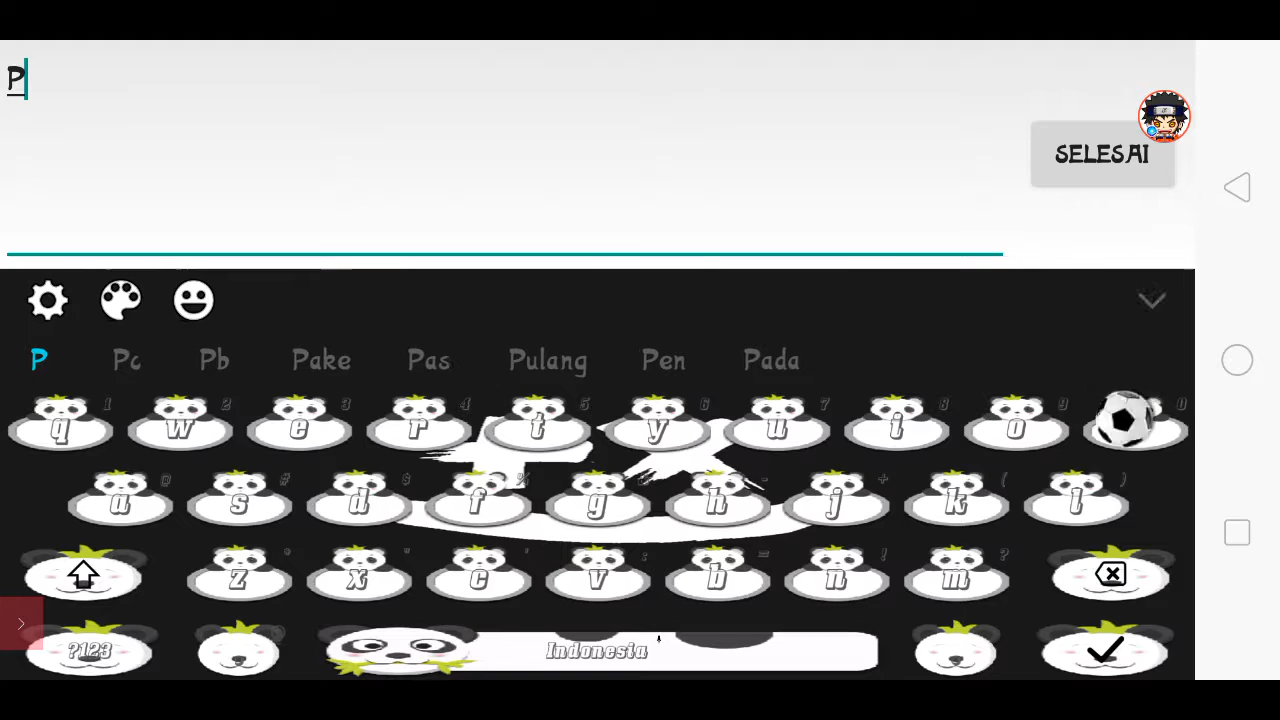 P
SELESAI
P Pc Pb Pake Pas Pulang Pen Pada
1 2 3 4 5 6 7 8 9 0
q w e r t y u i o
@ # $ % - + ( )
a s d f g h j k l
* " ' : = ! ?
z x c v b n m
?123 Indonesia